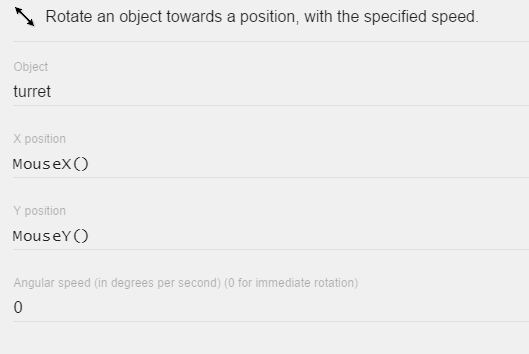 Rotate an object towards a position, with the specified speed.
Object
turret
X position
MouseX()
Y position
MouseY()
Angular speed (in degrees per second) (0 for immediate rotation)
0